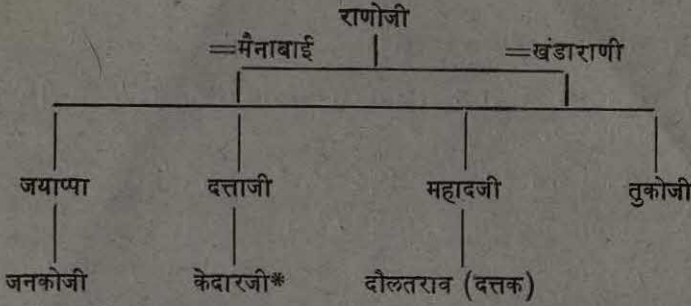 राणोजी
=मैनाबाई =खंडाराणी
जयाप्पा दत्ताजी महादजी तुकोजी
जनकोजी केदारजी* दौलतराव (दत्तक)